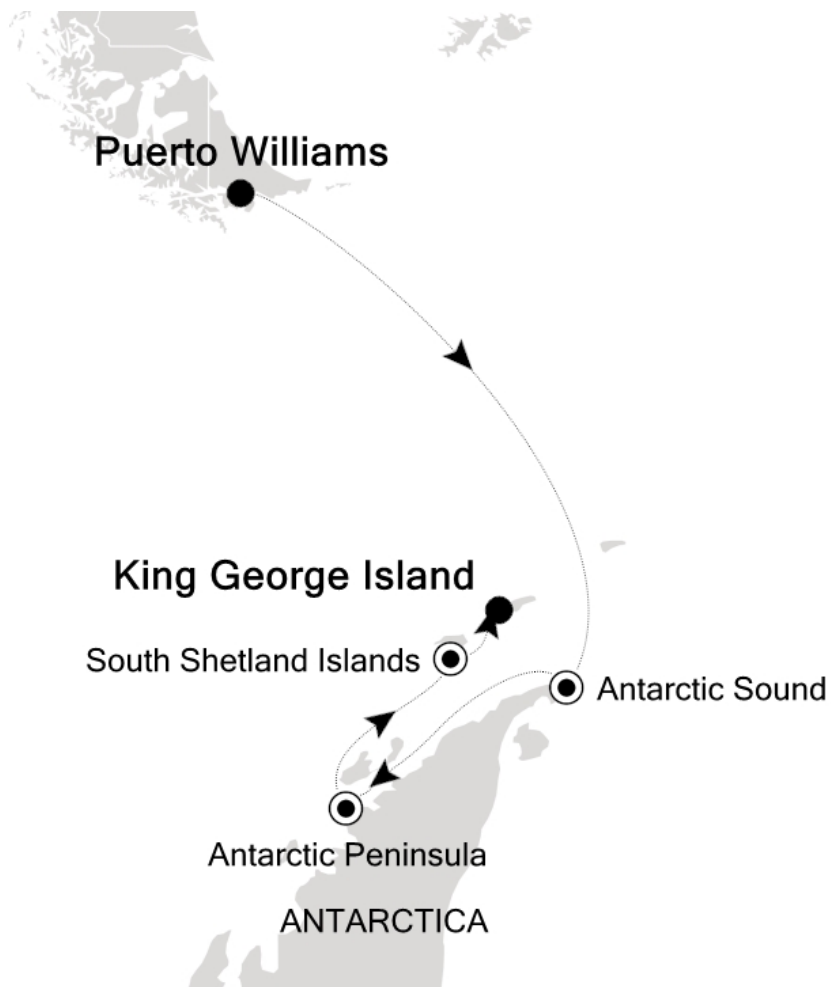 Puerto Williams
King George Island
South Shetland Islands
Antarctic Sound
Antarctic Peninsula
ANTARCTICA